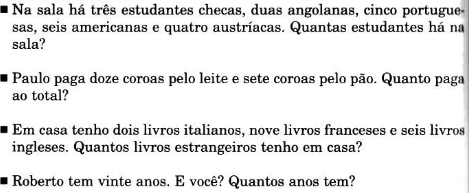 ▪ Na sala há três estudantes checas, duas angolanas, cinco portugue-
sas, seis americanas e quatro austríacas. Quantas estudantes há na
sala?
▪ Paulo paga doze coroas pelo leite e sete coroas pelo pão. Quanto paga
ao total?
▪ Em casa tenho dois livros italianos, nove livros franceses e seis livros
ingleses. Quantos livros estrangeiros tenho em casa?
▪ Roberto tem vinte anos. E você? Quantos anos tem?